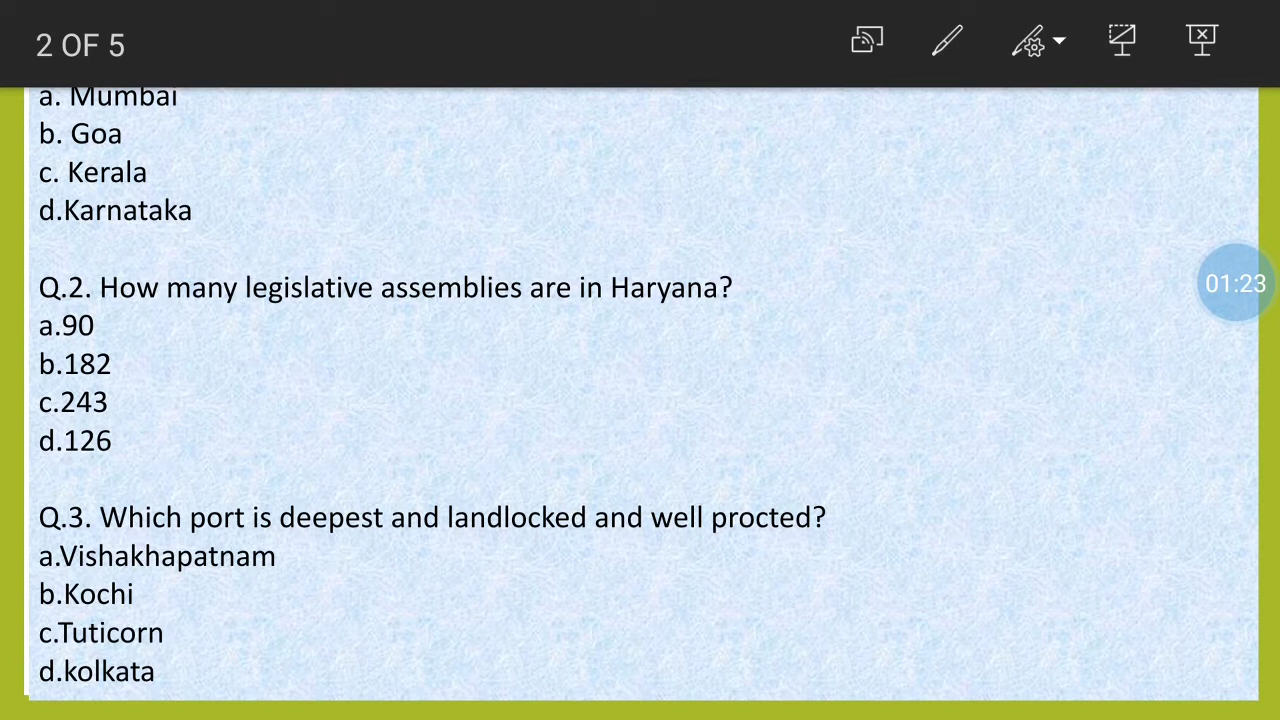 2 OF 5
a. Mumbai
b. Goa
c. Kerala
d.Karnataka
Q.2. How many legislative assemblies are in Haryana?
a.90
b.182
c.243
d.126
01:23
Q.3. Which port is deepest and landlocked and well procted?
a.Vishakhapatnam
b.Kochi
c.Tuticorn
d.kolkata